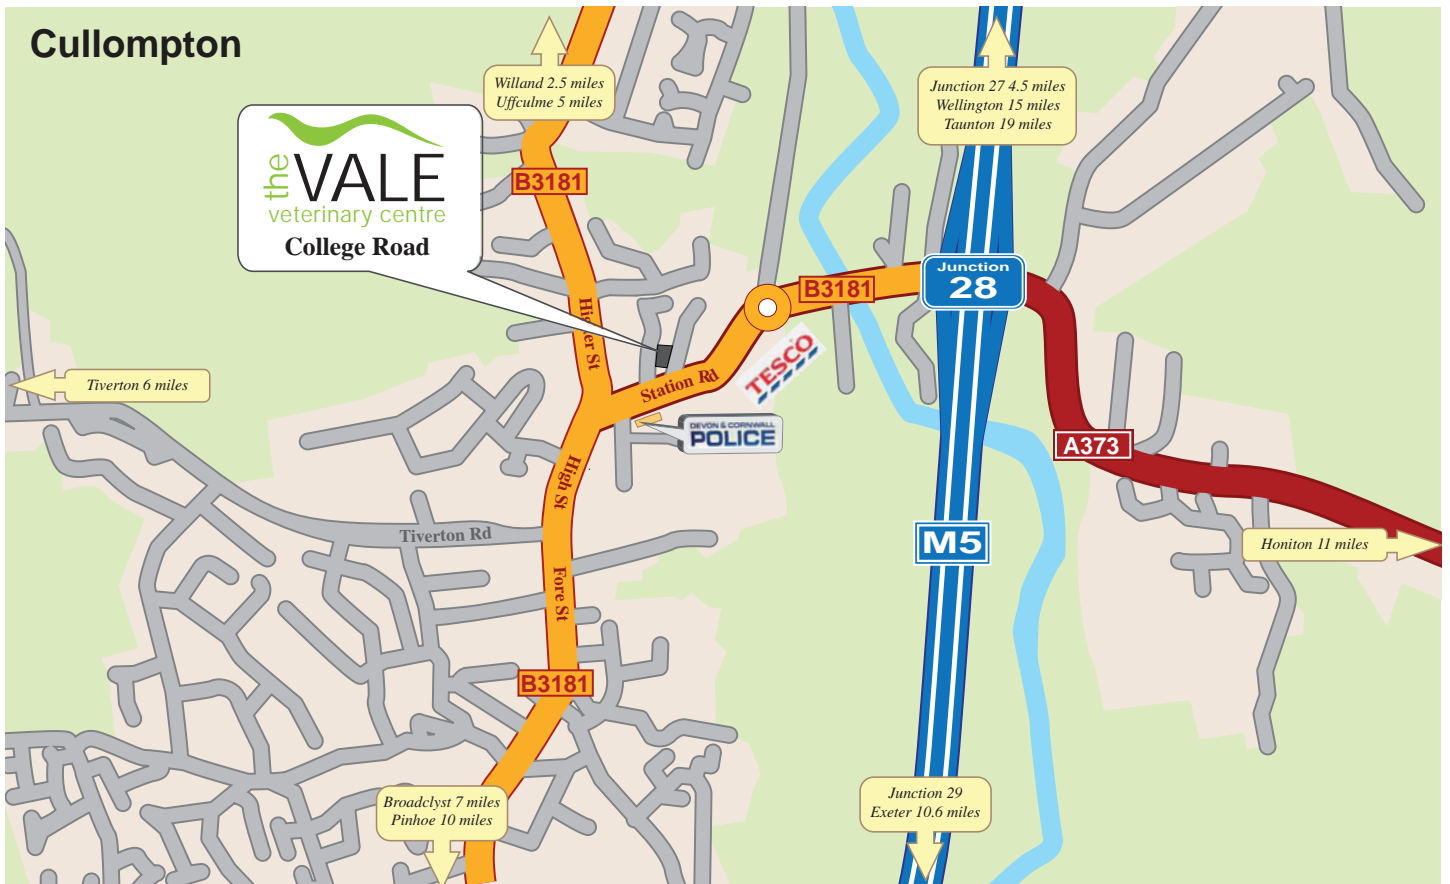 Cullompton
Willand 2.5 miles
Uffculme 5 miles
Junction 27 4.5 miles
Wellington 15 miles
Taunton 19 miles
the VALE
veterinary centre
College Road
B3181
B3181
Junction
28
Higher St
Station Rd
TESCO
DEVON & CORNWALL
POLICE
Tiverton 6 miles
A373
High St
Tiverton Rd
M5
Honiton 11 miles
Fore St
B3181
Broadclyst 7 miles
Pinhoe 10 miles
Junction 29
Exeter 10.6 miles